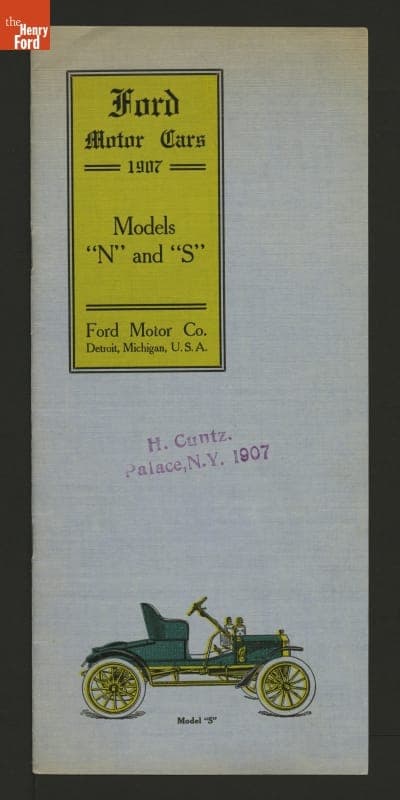 the
Henry
Ford
Ford
Motor Cars
1907
Models
"N" and "S"
Ford Motor Co.
Detroit, Michigan, U. S. A.
H. Cuntz.
Palace, N.Y. 1907
Model "S"